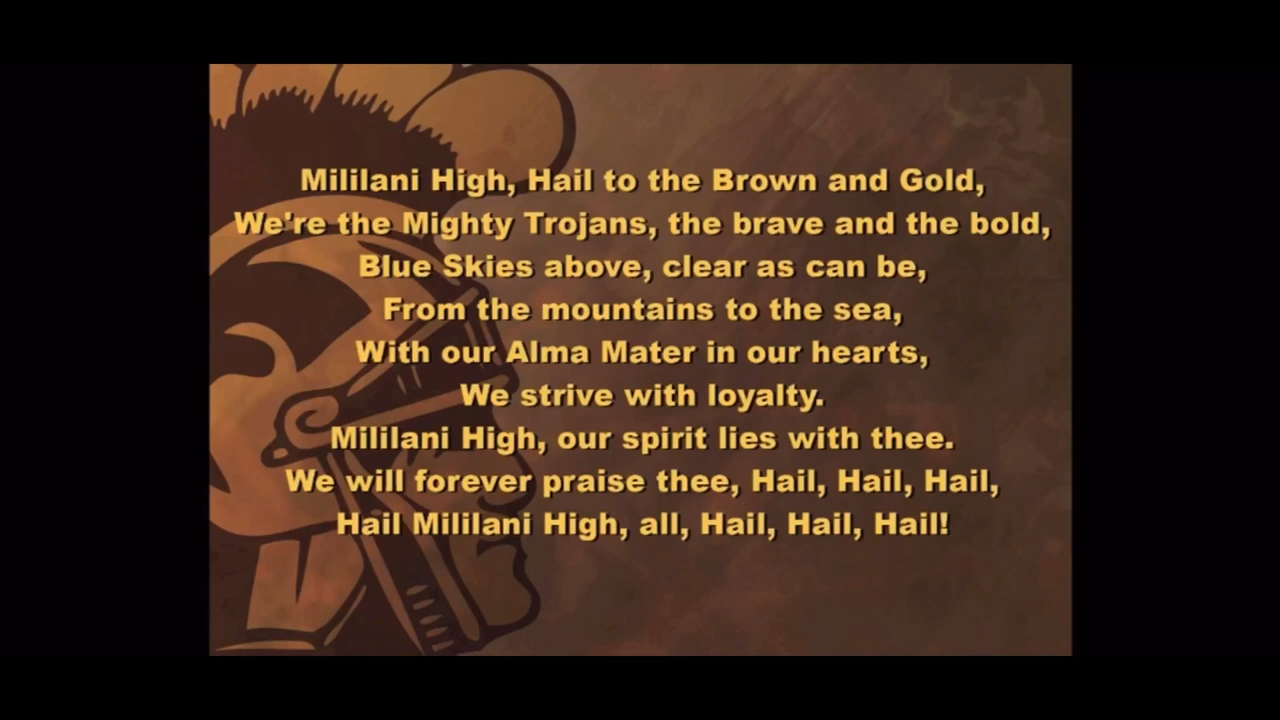 Mililani High, Hail to the Brown and Gold,
We're the Mighty Trojans, the brave and the bold,
Blue Skies above, clear as can be,
From the mountains to the sea,
With our Alma Mater in our hearts,
We strive with loyalty.
Mililani High, our spirit lies with thee.
We will forever praise thee, Hail, Hail, Hail,
Hail Mililani High, all, Hail, Hail, Hail!